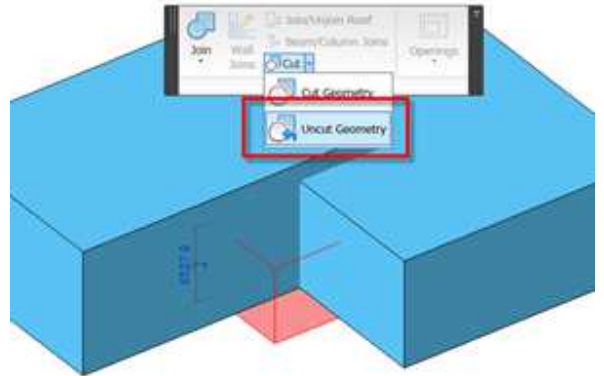 Join/Unjoin Roof
Join
Wall
Joins
Beam/Column Joins
Cut
Openings
Cut Geometry
Uncut Geometry